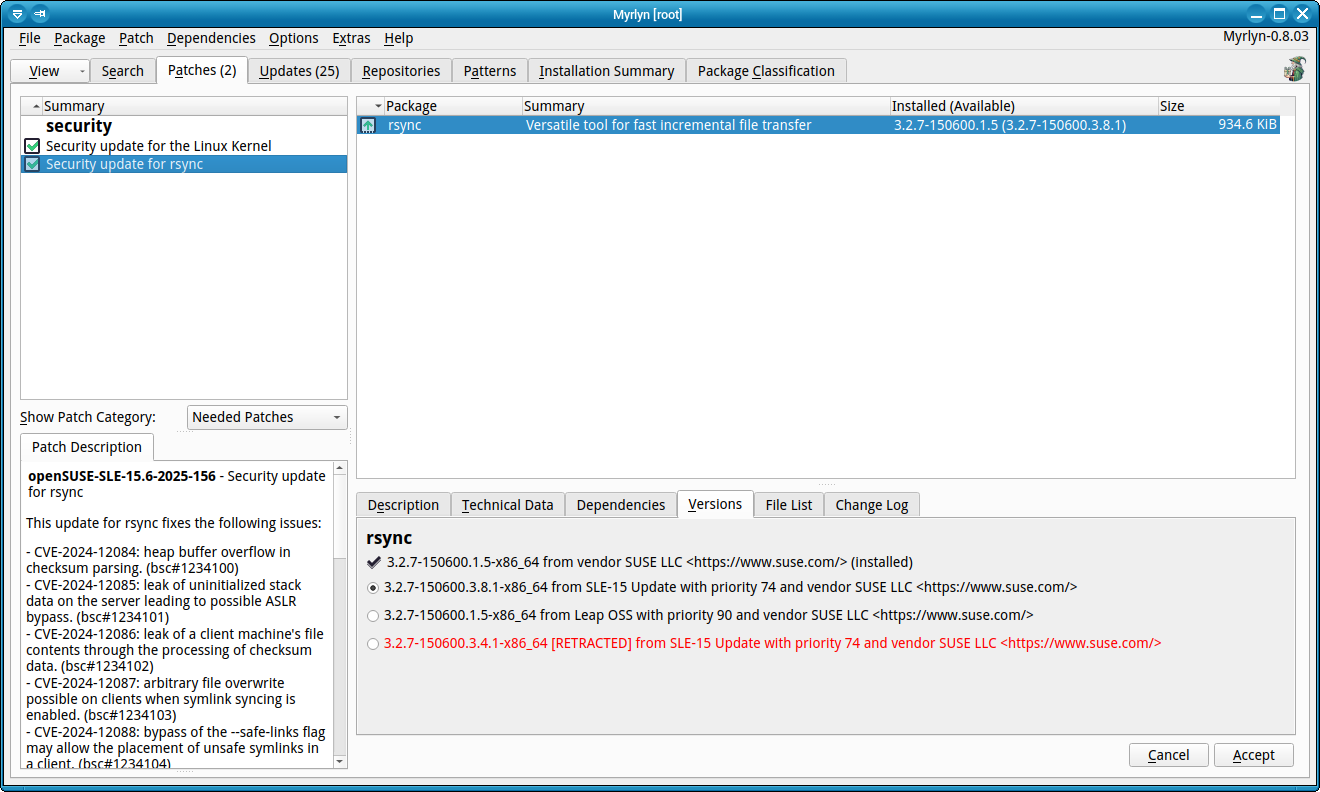 Myrlyn [root]
File Package Patch Dependencies Options Extras Help Myrlyn-0.8.03
View Search Patches (2) Updates (25) Repositories Patterns Installation Summary Package Classification
Summary
security
Security update for the Linux Kernel
Security update for rsync
Package Summary Installed (Available) Size
rsync Versatile tool for fast incremental file transfer 3.2.7-150600.1.5 (3.2.7-150600.3.8.1) 934.6 KiB
Show Patch Category: Needed Patches
Patch Description
openSUSE-SLE-15.6-2025-156 - Security update
for rsync
This update for rsync fixes the following issues:
- CVE-2024-12084: heap buffer overflow in
checksum parsing. (bsc#1234100)
- CVE-2024-12085: leak of uninitialized stack
data on the server leading to possible ASLR
bypass. (bsc#1234101)
- CVE-2024-12086: leak of a client machine's file
contents through the processing of checksum
data. (bsc#1234102)
- CVE-2024-12087: arbitrary file overwrite
possible on clients when symlink syncing is
enabled. (bsc#1234103)
- CVE-2024-12088: bypass of the --safe-links flag
may allow the placement of unsafe symlinks in
a client. (bsc#1234104)
Description Technical Data Dependencies Versions File List Change Log
rsync
3.2.7-150600.1.5-x86_64 from vendor SUSE LLC <https://www.suse.com/> (installed)
3.2.7-150600.3.8.1-x86_64 from SLE-15 Update with priority 74 and vendor SUSE LLC <https://www.suse.com/>
3.2.7-150600.1.5-x86_64 from Leap OSS with priority 90 and vendor SUSE LLC <https://www.suse.com/>
3.2.7-150600.3.4.1-x86_64 [RETRACTED] from SLE-15 Update with priority 74 and vendor SUSE LLC <https://www.suse.com/>
Cancel Accept